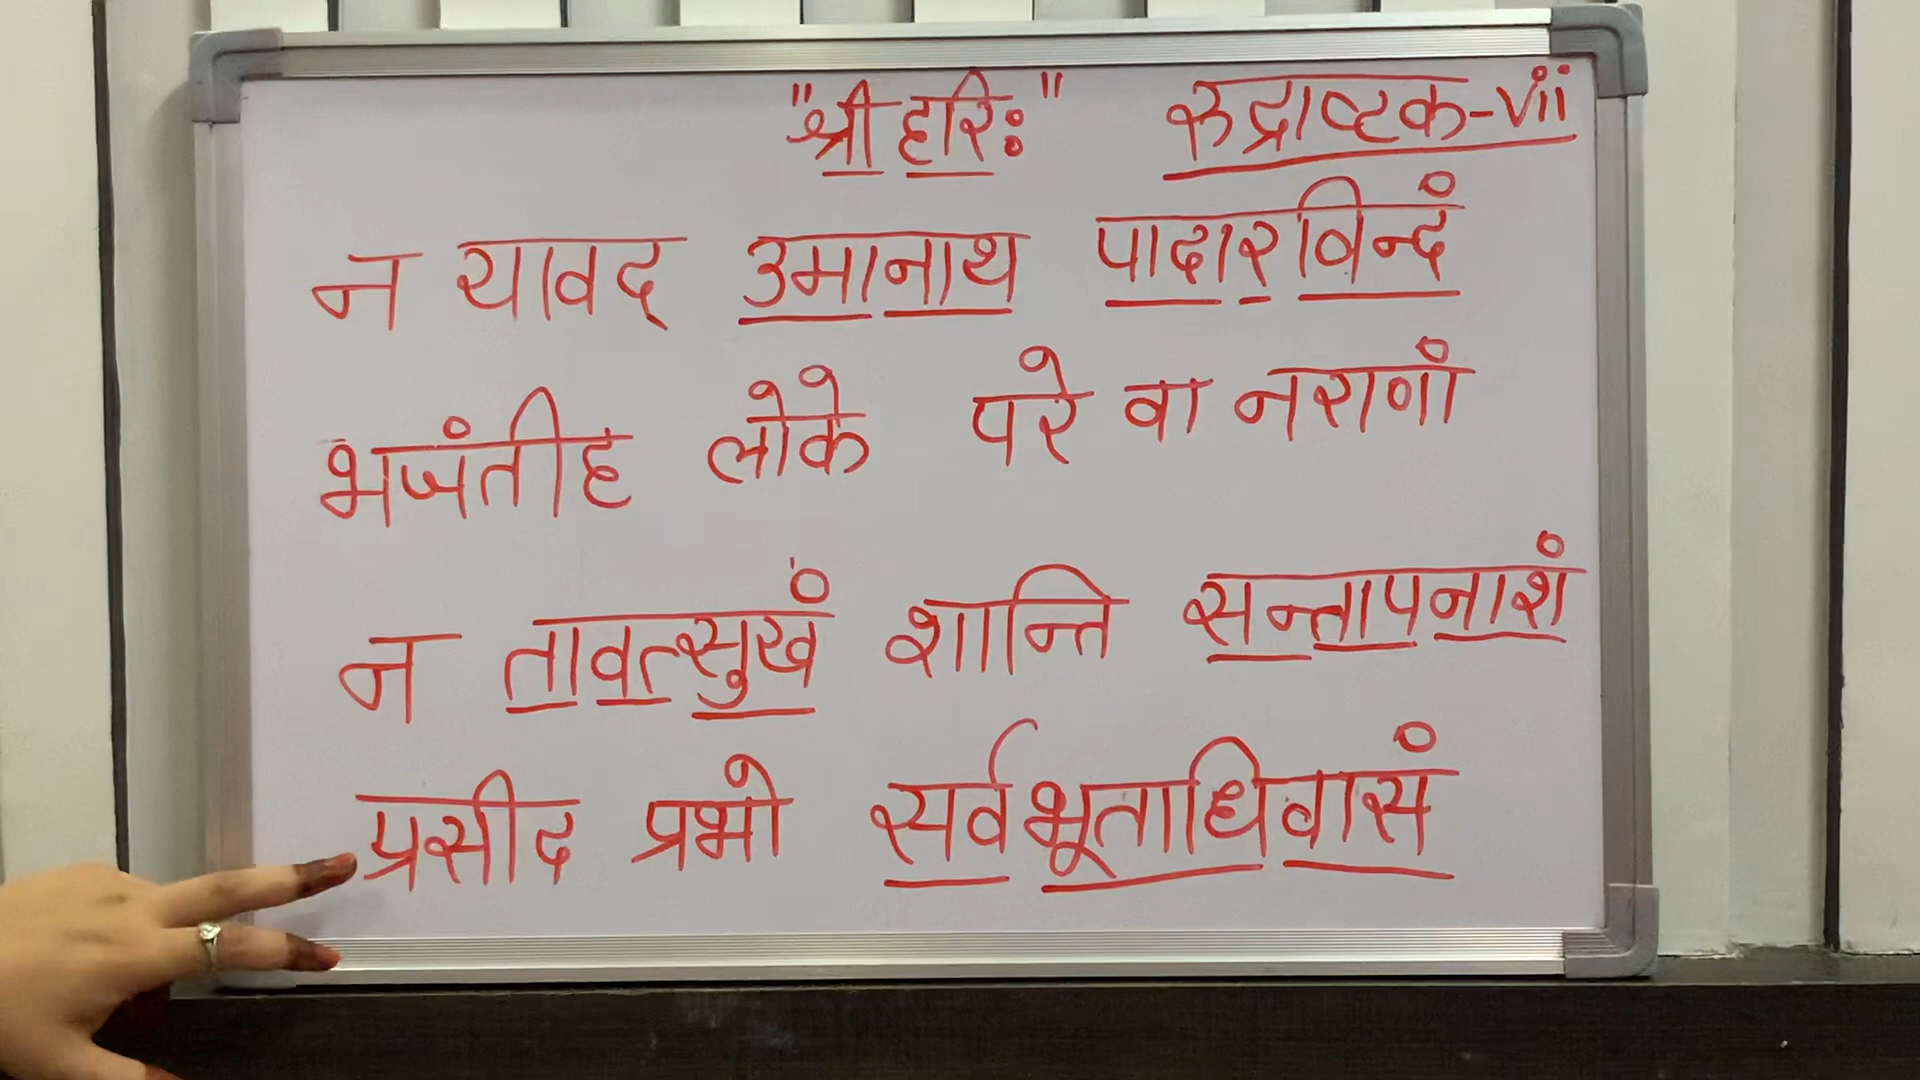 "श्री हरिः" रुद्राष्टक-vii
न यावद् उमानाथ पादारविन्दं
भजंतीह लोके परे वा नराणां
न तावत्सुखं शान्ति सन्तापनाशं
प्रसीद प्रभो सर्वभूताधिवासं